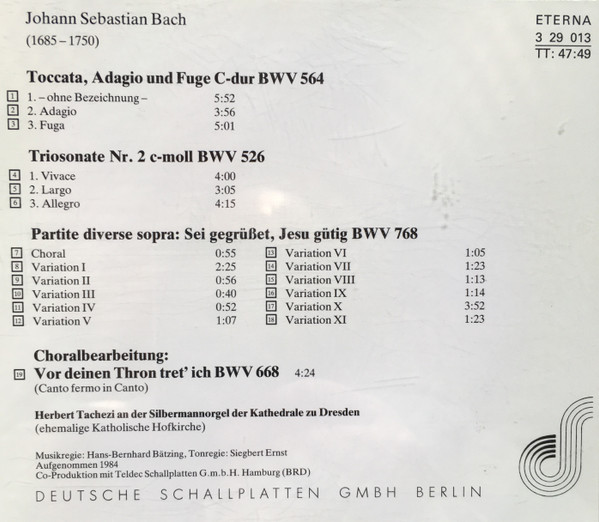 Johann Sebastian Bach
(1685–1750)
ETERNA
3 29 013
TT: 47:49
Toccata, Adagio und Fuge C-dur BWV 564
1 1. –ohne Bezeichnung– 5:52
2 2. Adagio 3:56
3 3. Fuga 5:01
Triosonate Nr. 2 c-moll BWV 526
4 1. Vivace 4:00
5 2. Largo 3:05
6 3. Allegro 4:15
Partite diverse sopra: Sei gegrüßet, Jesu gütig BWV 768
7 Choral 0:55
8 Variation I 2:25
9 Variation II 0:56
10 Variation III 0:40
11 Variation IV 0:52
12 Variation V 1:07
13 Variation VI 1:05
14 Variation VII 1:23
15 Variation VIII 1:13
16 Variation IX 1:14
17 Variation X 3:52
18 Variation XI 1:23
Choralbearbeitung:
19 Vor deinen Thron tret' ich BWV 668 4:24
(Canto fermo in Canto)
Herbert Tachezi an der Silbermannorgel der Kathedrale zu Dresden
(ehemalige Katholische Hofkirche)
Musikregie: Hans-Bernhard Bätzing, Tonregie: Siegbert Ernst
Aufgenommen 1984
Co-Produktion mit Teldec Schallplatten G.m.b.H. Hamburg (BRD)
DEUTSCHE SCHALLPLATTEN GMBH BERLIN